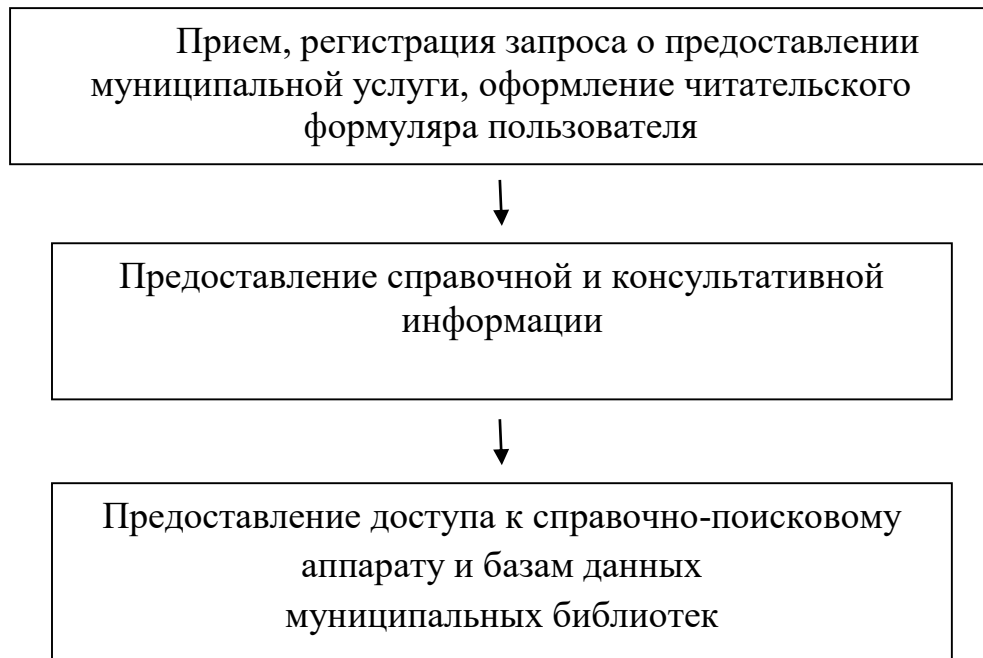 Прием, регистрация запроса о предоставлении
муниципальной услуги, оформление читательского
формуляра пользователя
Предоставление справочной и консультативной
информации
Предоставление доступа к справочно-поисковому
аппарату и базам данных
муниципальных библиотек